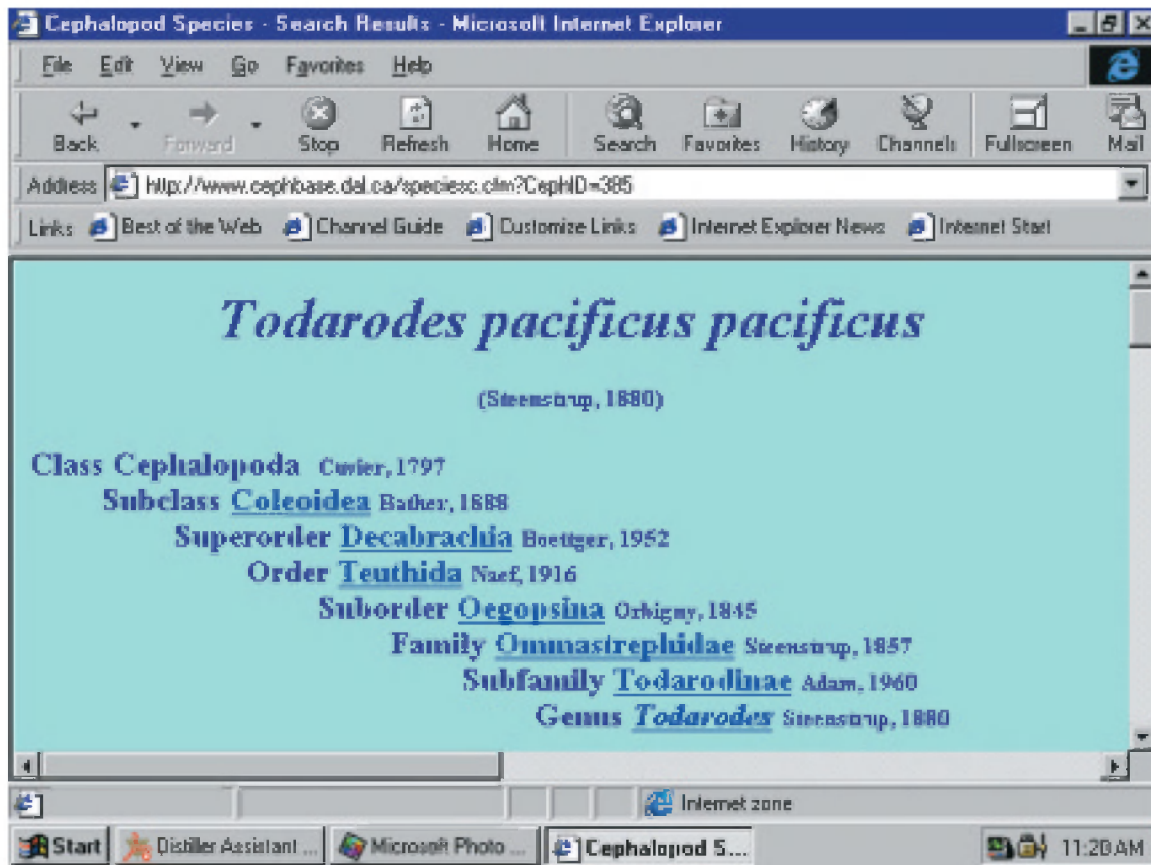 Cephalopod Species - Search Results - Microsoft Internet Explorer
File Edit View Go Favorites Help
Back Forward Stop Refresh Home Search Favorites History Channels Fullscreen Mail
Address http://www.cephbase.dal.ca/speciesc.cfm?CephID=385
Links Best of the Web Channel Guide Customize Links Internet Explorer News Internet Start
Todarodes pacificus pacificus
(Steenstrup, 1880)
Class Cephalopoda Cuvier, 1797
Subclass Coleoidea Bather, 1888
Superorder Decabrachia Boettger, 1952
Order Teuthida Naef, 1916
Suborder Oegopsina Orbigny, 1845
Family Ommastrephidae Steenstrup, 1857
Subfamily Todarodinae Adam, 1960
Genus Todarodes Steenstrup, 1880
Internet zone
Start Distiller Assistant ... Microsoft Photo ... Cephalopod S... 11:20 AM